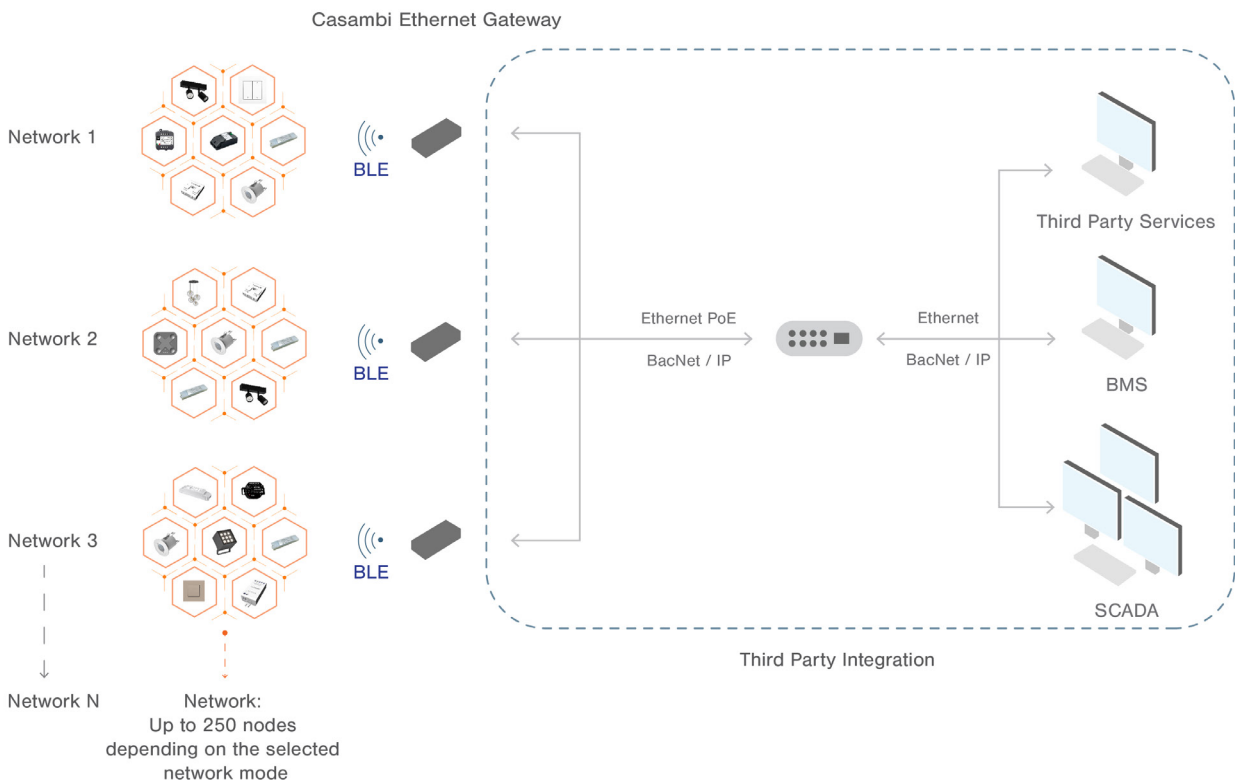 Casambi Ethernet Gateway
Network 1
BLE
Third Party Services
Network 2
BLE
Ethernet PoE
BacNet / IP
Ethernet
BacNet / IP
BMS
Network 3
BLE
SCADA
Third Party Integration
Network N
Network:
Up to 250 nodes
depending on the selected
network mode